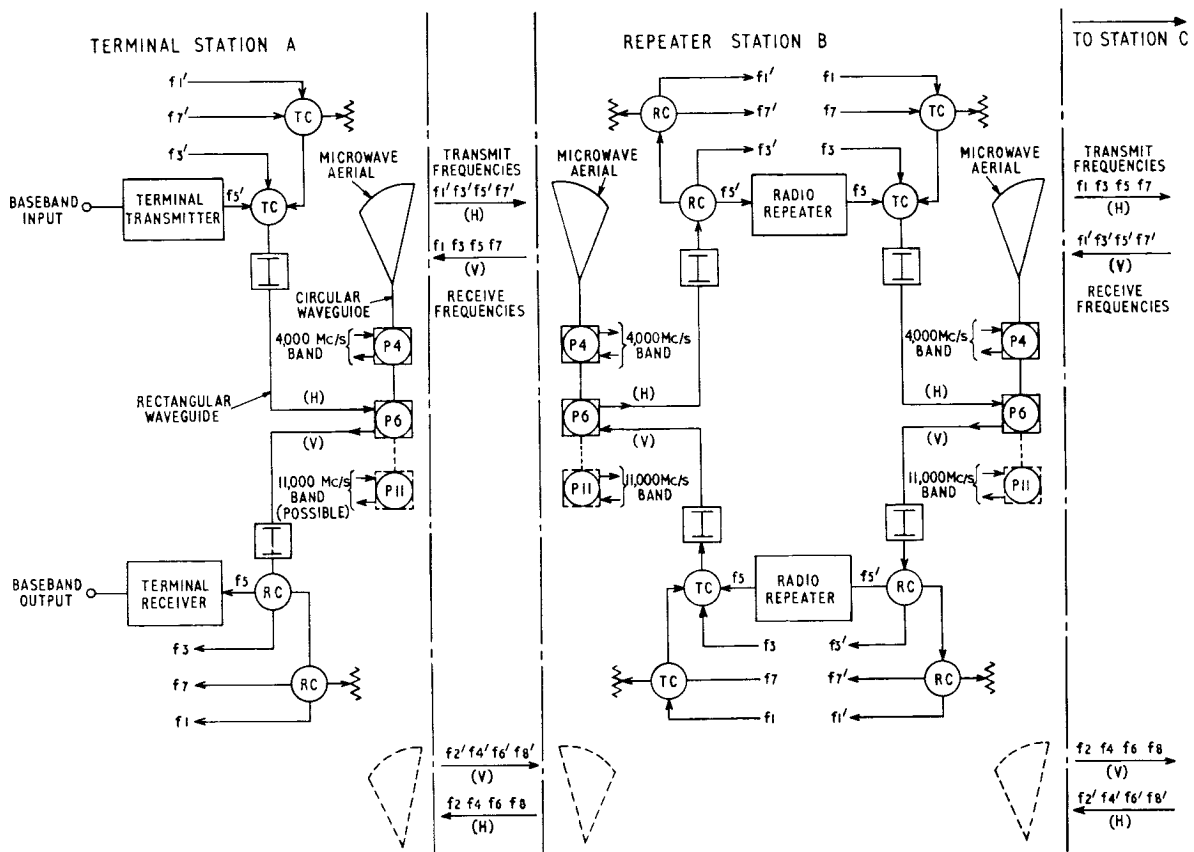 TERMINAL STATION A
REPEATER STATION B
TO STATION C
f1′
f7′
TC
f3′
BASEBAND
INPUT
TERMINAL
TRANSMITTER
f5′
TC
MICROWAVE
AERIAL
CIRCULAR
WAVEGUIDE
4,000 Mc/s
BAND
P4
RECTANGULAR
WAVEGUIDE
(H)
P6
(V)
11,000 Mc/s
BAND
(POSSIBLE)
P11
BASEBAND
OUTPUT
TERMINAL
RECEIVER
f5
RC
f3
f7
RC
f1
TRANSMIT
FREQUENCIES
f1′ f3′ f5′ f7′
(H)
f1 f3 f5 f7
(V)
RECEIVE
FREQUENCIES
f2′ f4′ f6′ f8′
(V)
f2 f4 f6 f8
(H)
f1′
RC
f7′
f3′
MICROWAVE
AERIAL
RC
f5′
RADIO
REPEATER
f5
TC
f1
f7
TC
f3
MICROWAVE
AERIAL
P4
4,000Mc/s
BAND
P6
(H)
(V)
P11
11,000Mc/s
BAND
4,000 Mc/s
BAND
P4
(H)
P6
(V)
11,000Mc/s
BAND
P11
TC
f5
RADIO
REPEATER
f5′
RC
f3
f3′
TC
f7
f7′
RC
f1
f1′
TRANSMIT
FREQUENCIES
f1 f3 f5 f7
(H)
f1′ f3′ f5′ f7′
(V)
RECEIVE
FREQUENCIES
f2 f4 f6 f8
(V)
f2′ f4′ f6′ f8′
(H)